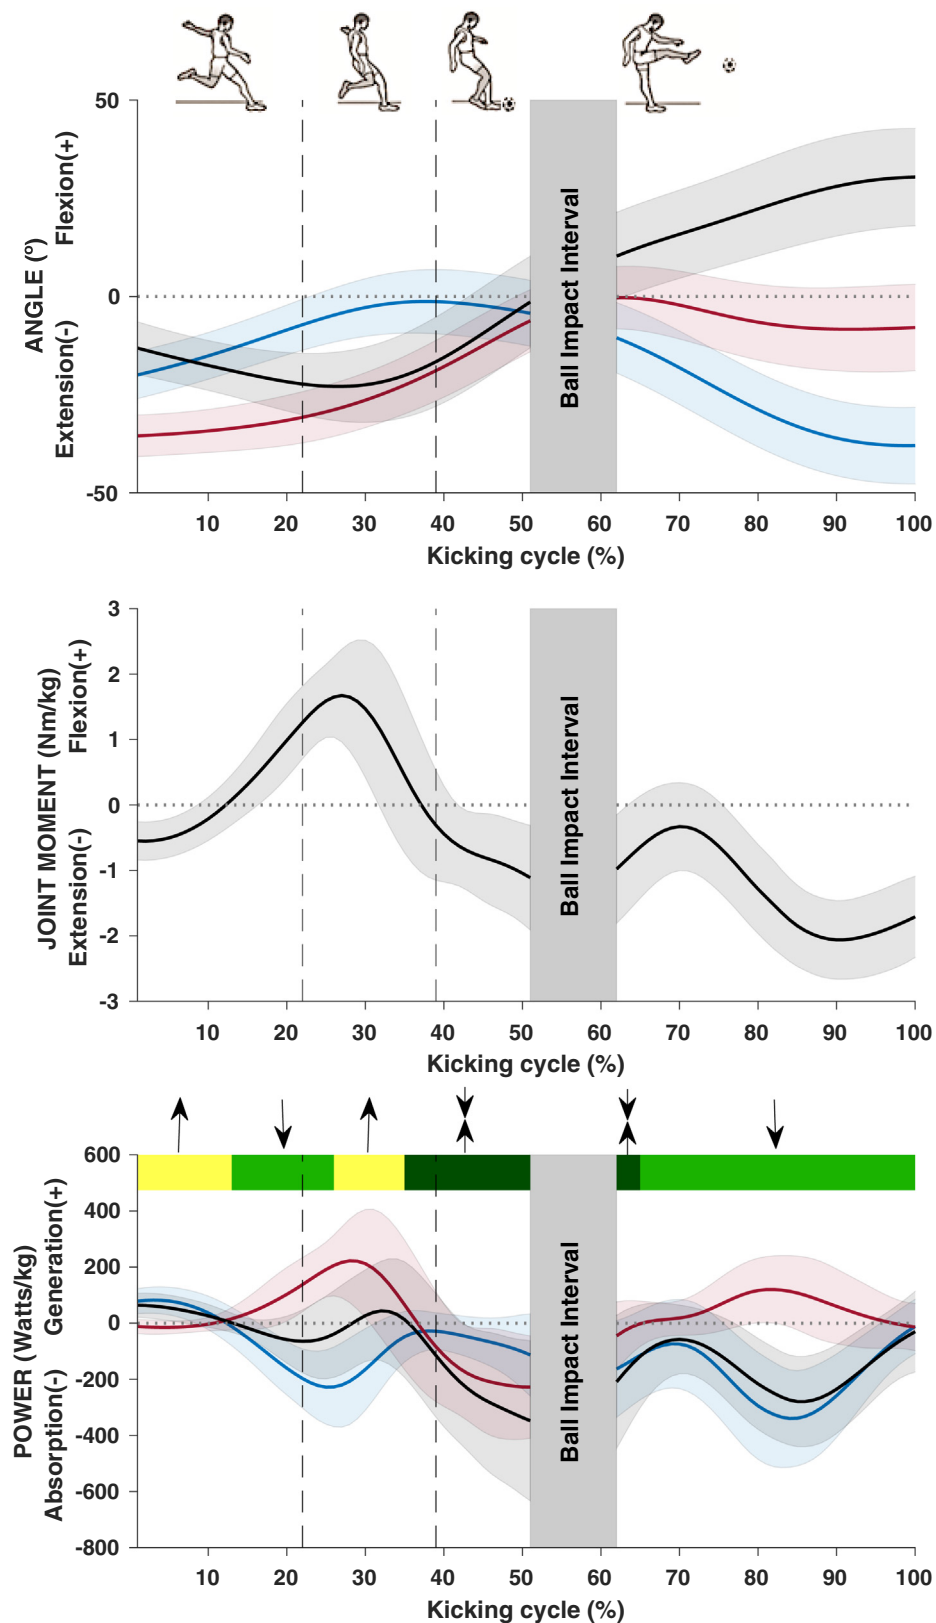 50
0
-50
ANGLE (º)
Extension(-) Flexion(+)
Ball Impact Interval
10 20 30 40 50 60 70 80 90 100
Kicking cycle (%)
3
2
1
0
-1
-2
-3
JOINT MOMENT (Nm/kg)
Extension(-) Flexion(+)
Ball Impact Interval
10 20 30 40 50 60 70 80 90 100
Kicking cycle (%)
600
400
200
0
-200
-400
-600
-800
POWER (Watts/kg)
Absorption(-) Generation(+)
Ball Impact Interval
10 20 30 40 50 60 70 80 90 100
Kicking cycle (%)